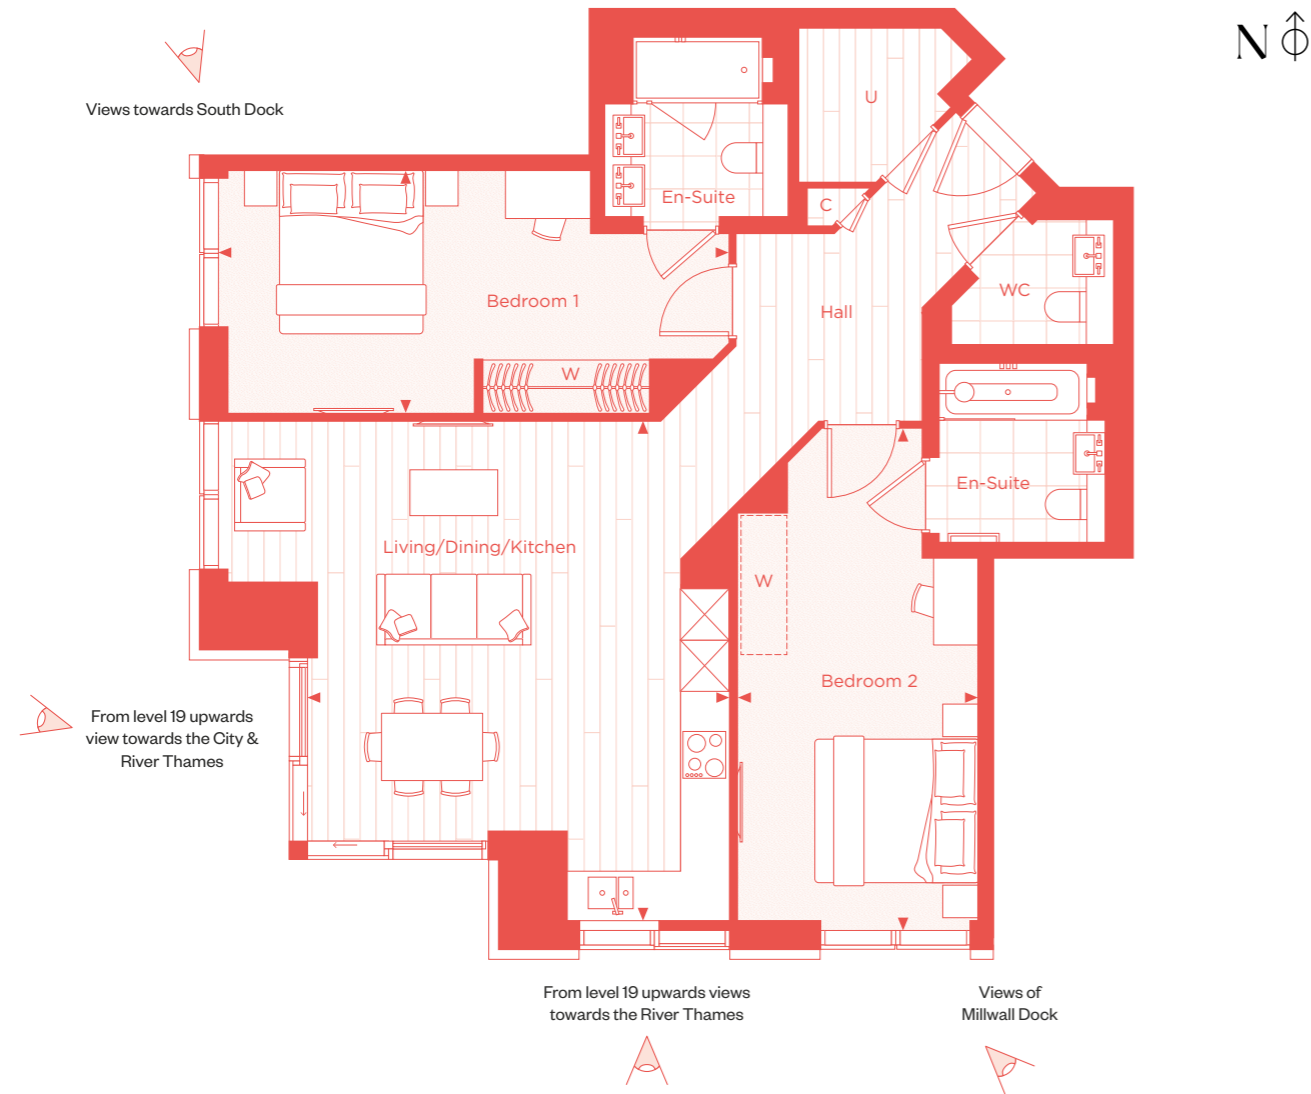 N
Views towards South Dock
U
En-Suite
C
Bedroom 1
Hall
WC
W
En-Suite
Living/Dining/Kitchen
W
Bedroom 2
From level 19 upwards
view towards the City &
River Thames
From level 19 upwards views
towards the River Thames
Views of
Millwall Dock